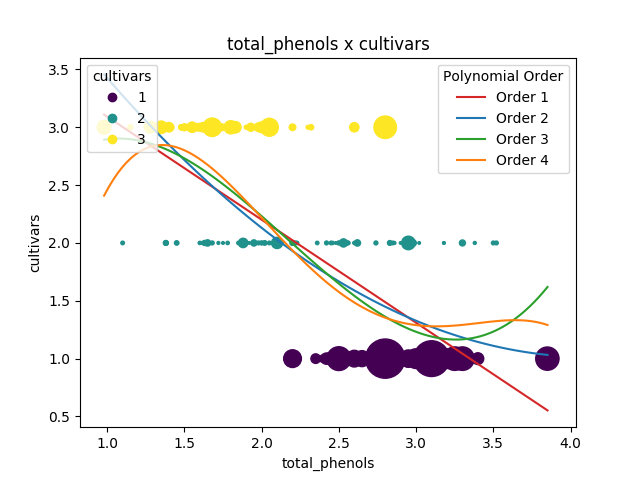 total_phenols x cultivars
cultivars
1
2
3
Polynomial Order
Order 1
Order 2
Order 3
Order 4
3.5
3.0
2.5
2.0
1.5
1.0
0.5
cultivars
1.0 1.5 2.0 2.5 3.0 3.5 4.0
total_phenols